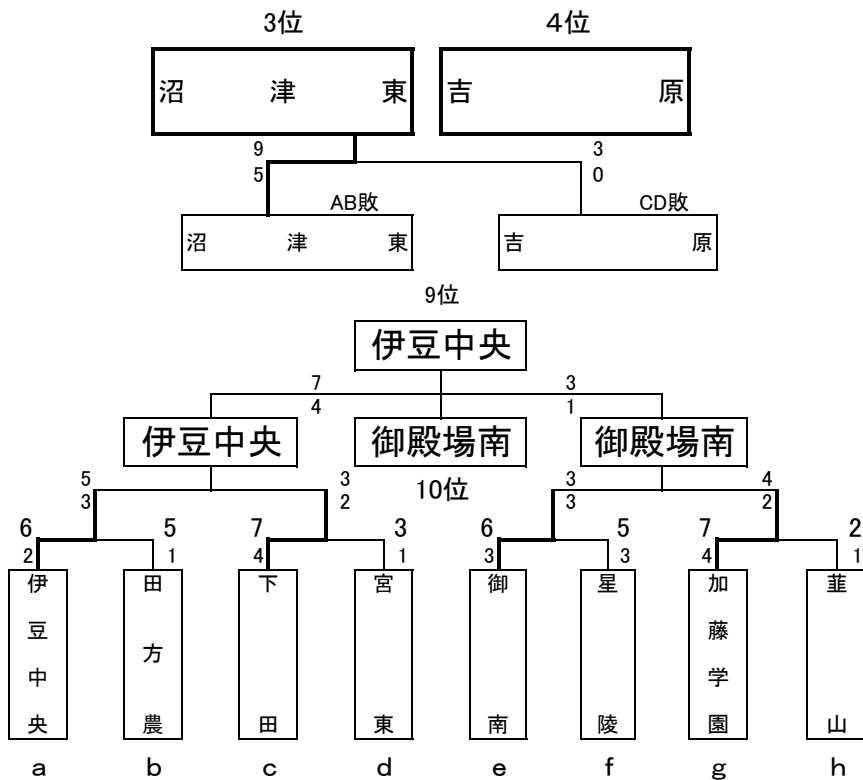 3位 4位
沼津東 吉原
9 3
5 0
AB敗 CD敗
沼津東 吉原
9位
伊豆中央
7 3
4 1
伊豆中央 御殿場南 御殿場南
10位
5 3 3 4
3 2 3 2
6 5 7 3 6 5 7 2
2 1 4 1 3 3 4 1
伊豆中央 田方農 下田 宮東 御南 星陵 加藤学園 韮山
a b c d e f g h